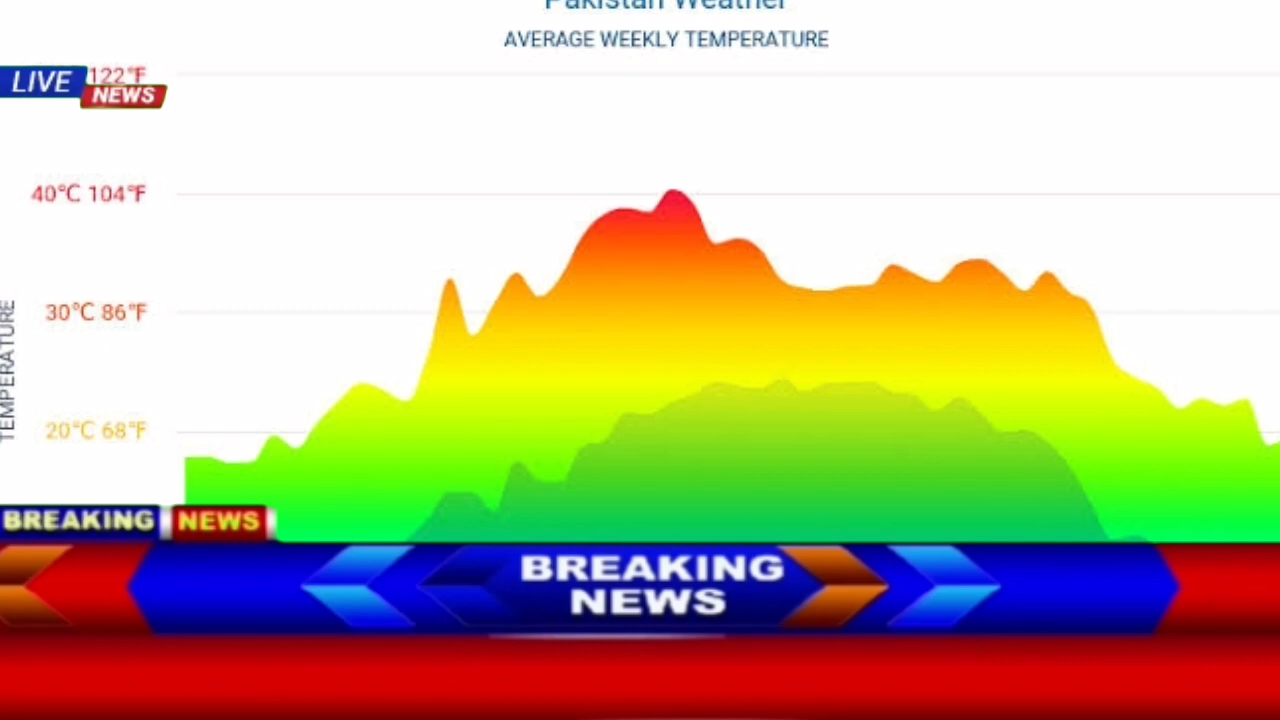 Pakistan Weather
AVERAGE WEEKLY TEMPERATURE
LIVE
122°F
NEWS
40°C 104°F
30°C 86°F
TEMPERATURE
20°C 68°F
BREAKING NEWS
BREAKING
NEWS